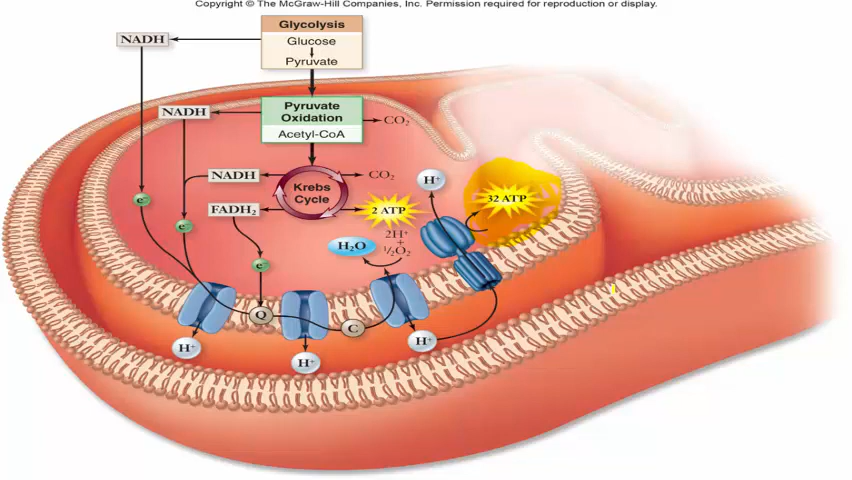 Copyright © The McGraw-Hill Companies, Inc. Permission required for reproduction or display.
Glycolysis
NADH
Glucose
Pyruvate
NADH
Pyruvate
Oxidation
CO₂
Acetyl-CoA
NADH
CO₂
H⁺
Krebs
Cycle
FADH₂
2 ATP
32 ATP
e⁻
e⁻
e⁻
H₂O
2H⁺
+
½O₂
Q
C
H⁺
H⁺
H⁺